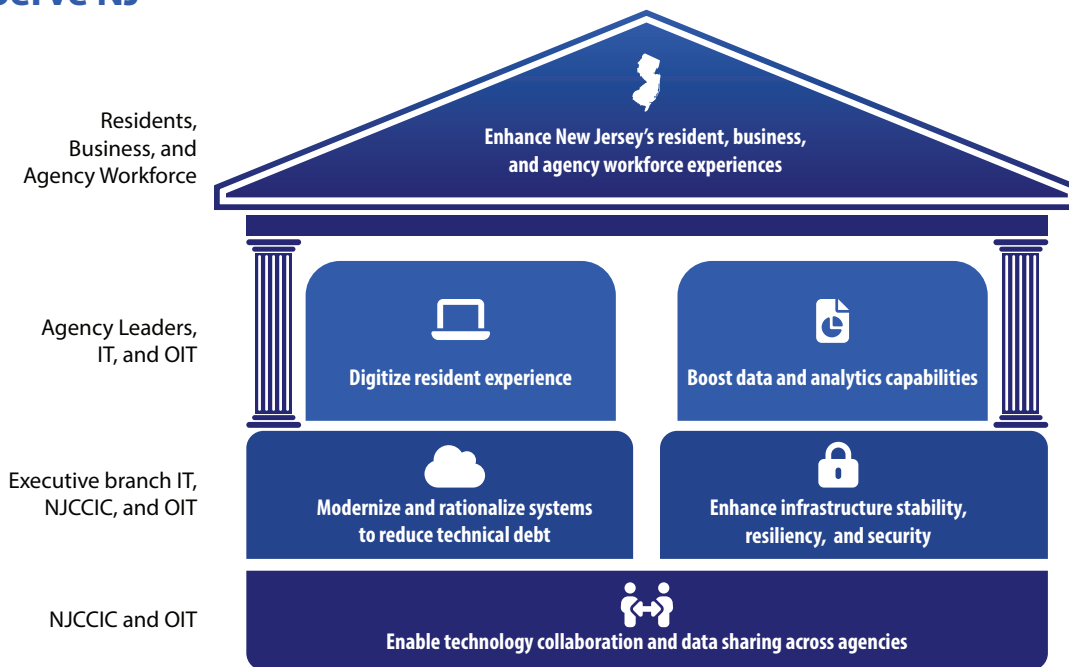 Serve NJ
Residents,
Business, and
Agency Workforce
Enhance New Jersey's resident, business,
and agency workforce experiences
Agency Leaders,
IT, and OIT
Digitize resident experience
Boost data and analytics capabilities
Executive branch IT,
NJCCIC, and OIT
Modernize and rationalize systems
to reduce technical debt
Enhance infrastructure stability,
resiliency, and security
NJCCIC and OIT
Enable technology collaboration and data sharing across agencies